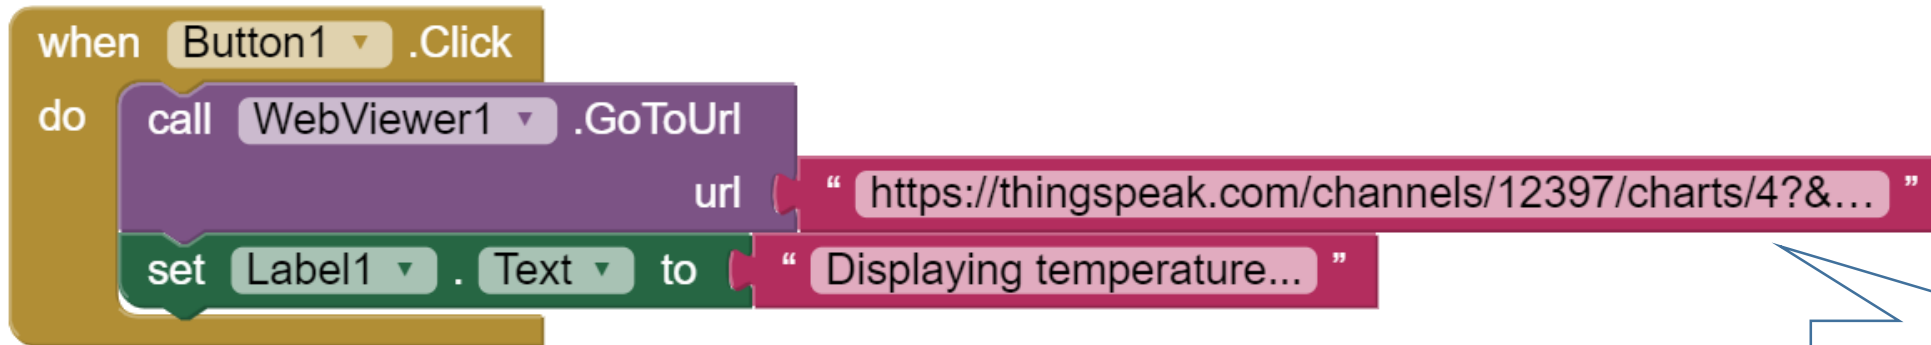 when Button1 .Click
do call WebViewer1 .GoToUrl
url “ https://thingspeak.com/channels/12397/charts/4?&... ”
set Label1 . Text to “ Displaying temperature... ”